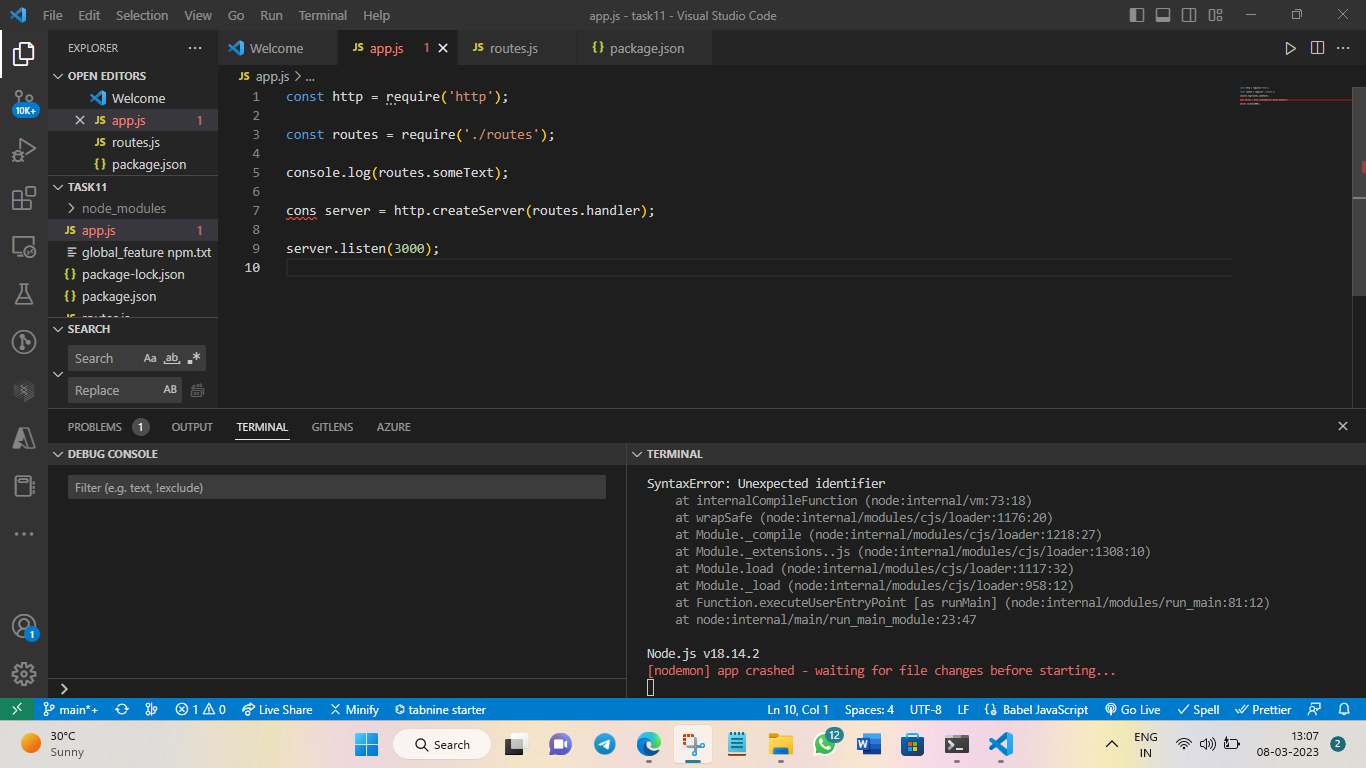 File Edit Selection View Go Run Terminal Help app.js - task11 - Visual Studio Code
EXPLORER
OPEN EDITORS
Welcome
JS app.js 1
JS routes.js
{} package.json
TASK11
node_modules
JS app.js 1
global_feature npm.txt
{} package-lock.json
{} package.json
SEARCH
Search Aa ab
Replace AB
10K+
1
Welcome JS app.js 1 JS routes.js {} package.json
JS app.js > ...
1 const http = require('http');
2
3 const routes = require('./routes');
4
5 console.log(routes.someText);
6
7 cons server = http.createServer(routes.handler);
8
9 server.listen(3000);
10
PROBLEMS 1 OUTPUT TERMINAL GITLENS AZURE
DEBUG CONSOLE
Filter (e.g. text, !exclude)
TERMINAL
SyntaxError: Unexpected identifier
at internalCompileFunction (node:internal/vm:73:18)
at wrapSafe (node:internal/modules/cjs/loader:1176:20)
at Module._compile (node:internal/modules/cjs/loader:1218:27)
at Module._extensions..js (node:internal/modules/cjs/loader:1308:10)
at Module.load (node:internal/modules/cjs/loader:1117:32)
at Module._load (node:internal/modules/cjs/loader:958:12)
at Function.executeUserEntryPoint [as runMain] (node:internal/modules/run_main:81:12)
at node:internal/main/run_main_module:23:47
Node.js v18.14.2
[nodemon] app crashed - waiting for file changes before starting...
main*+ 1 0 Live Share Minify tabnine starter Ln 10, Col 1 Spaces: 4 UTF-8 LF {} Babel JavaScript Go Live Spell Prettier
30°C
Sunny
Search
12
ENG
IN
13:07
08-03-2023
2